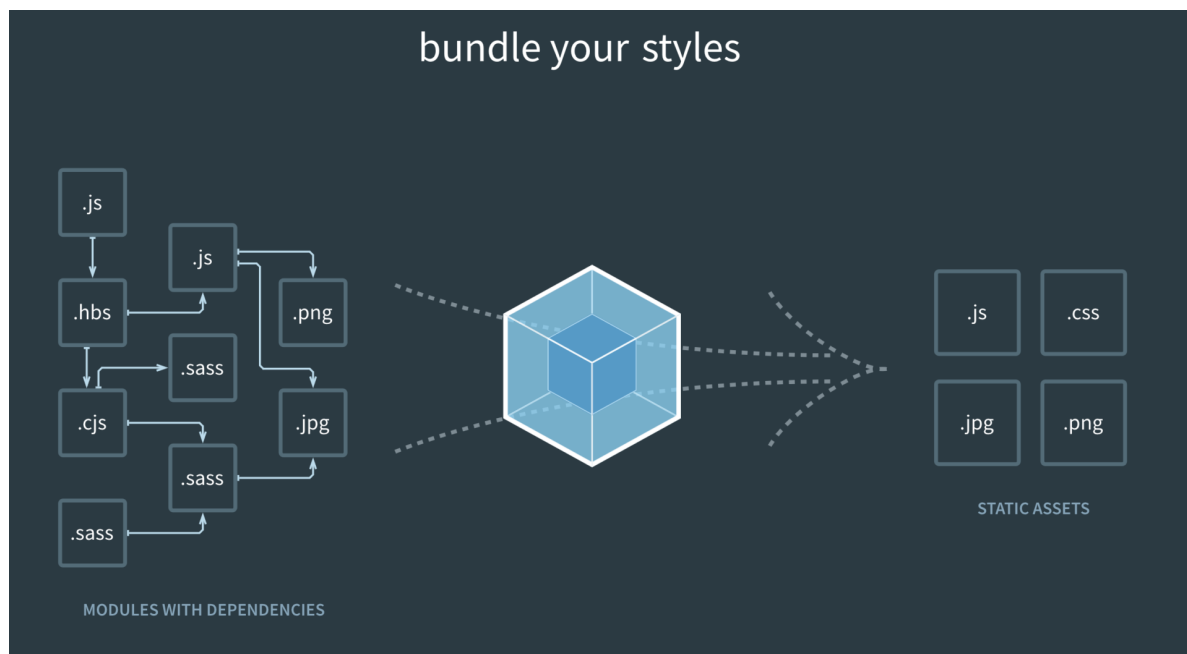 bundle your styles
.js
.js
.hbs
.png
.sass
.cjs
.jpg
.sass
.sass
MODULES WITH DEPENDENCIES
.js
.css
.jpg
.png
STATIC ASSETS